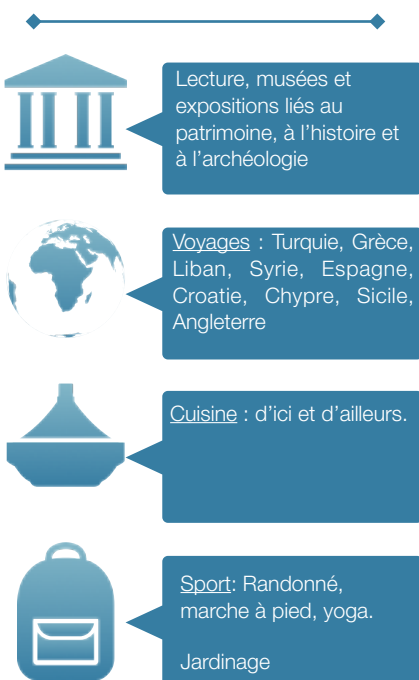 Lecture, musées et
expositions liés au
patrimoine, à l’histoire et
à l’archéologie
Voyages : Turquie, Grèce,
Liban, Syrie, Espagne,
Croatie, Chypre, Sicile,
Angleterre
Cuisine : d’ici et d’ailleurs.
Sport: Randonné,
marche à pied, yoga.
Jardinage